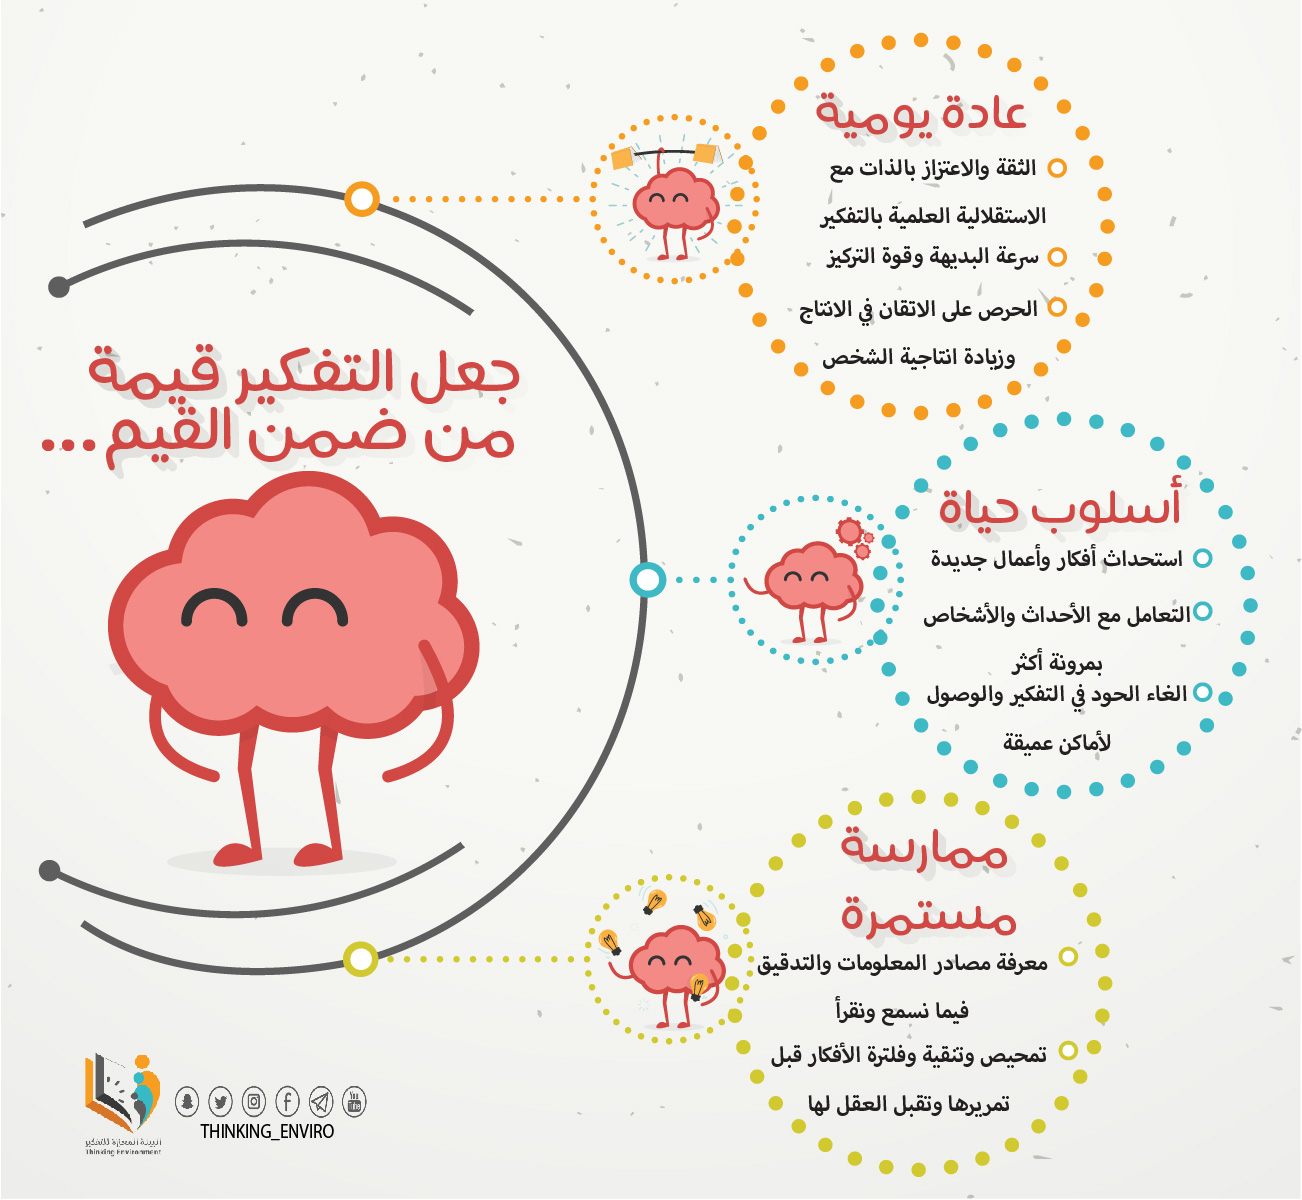 جعل التفكير قيمة
من ضمن القيم...
عادة يومية
الثقة والاعتزاز بالذات مع
الاستقلالية العلمية بالتفكير
سرعة البديهة وقوة التركيز
الحرص على الاتقان في الانتاج
وزيادة انتاجية الشخص
أسلوب حياة
استحداث أفكار وأعمال جديدة
التعامل مع الأحداث والأشخاص
بمرونة أكثر
الغاء الحود في التفكير والوصول
لأماكن عميقة
ممارسة
مستمرة
معرفة مصادر المعلومات والتدقيق
فيما نسمع ونقرأ
تمحيص وتنقية وفلترة الأفكار قبل
تمريرها وتقبل العقل لها
THINKING_ENVIRO
البيئة المعززة للتفكير
Thinking Environment